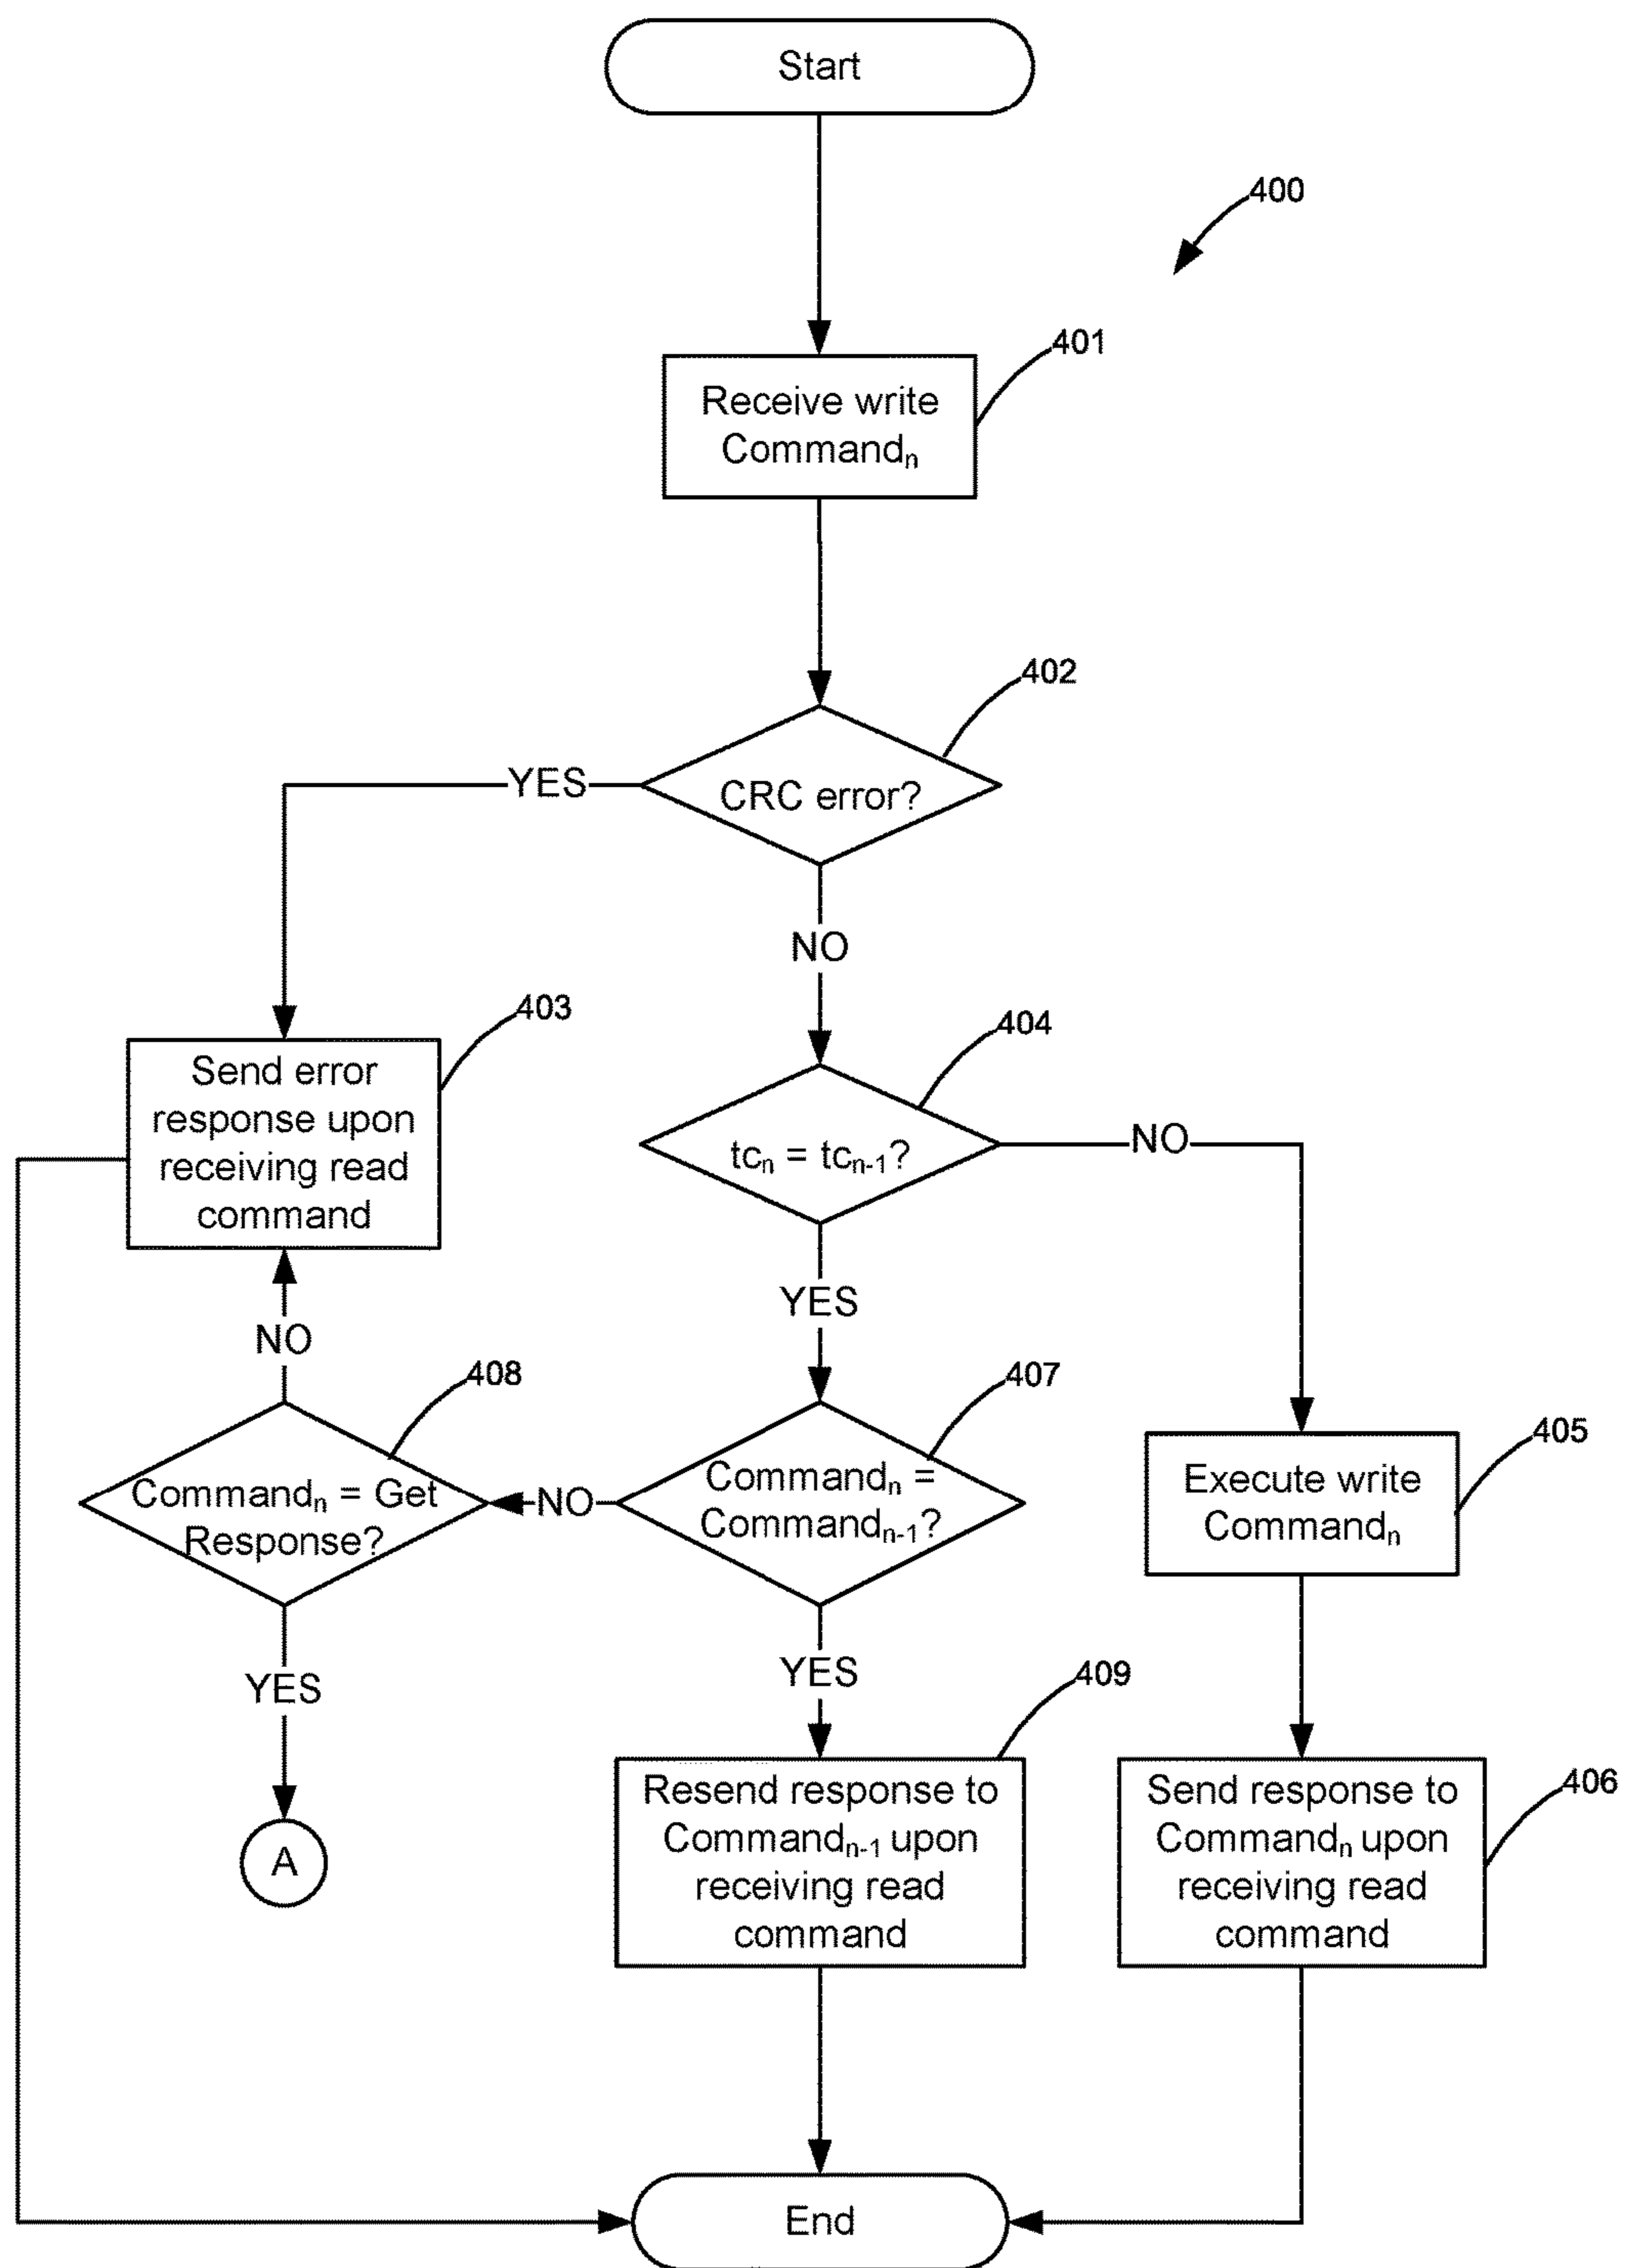 Start
400
401
Receive write
Commandₙ
402
YES
CRC error?
NO
403
404
Send error
response upon
receiving read
command
tcₙ = tcₙ₋₁?
NO
YES
NO
408
407
405
Commandₙ = Get
Response?
NO
Commandₙ =
Commandₙ₋₁?
Execute write
Commandₙ
YES
YES
409
406
A
Resend response to
Commandₙ₋₁ upon
receiving read
command
Send response to
Commandₙ upon
receiving read
command
End